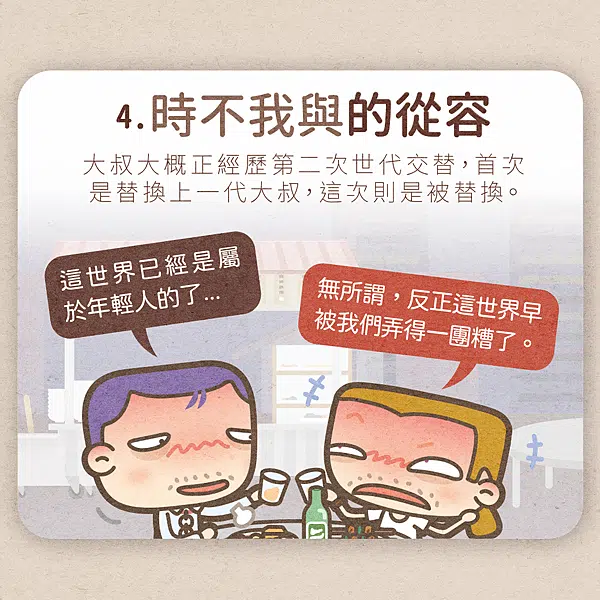 4.時不我與的從容
大叔大概正經歷第二次世代交替,首次
是替換上一代大叔,這次則是被替換。
這世界已經是屬
於年輕人的了...
無所謂,反正這世界早
被我們弄得一團糟了。